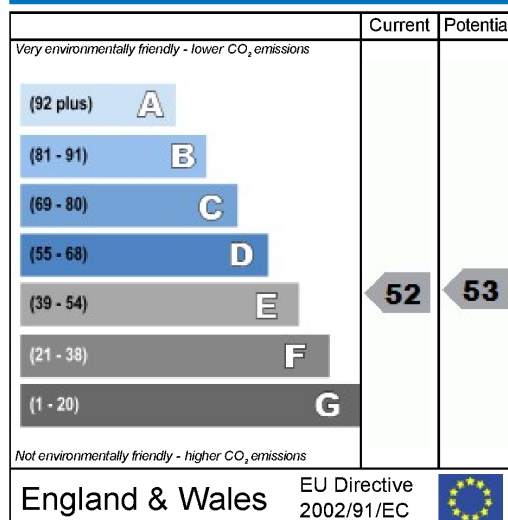 Current Potentia
Very environmentally friendly - lower CO2 emissions
(92 plus) A
(81 - 91) B
(69 - 80) C
(55 - 68) D
(39 - 54) E
52 53
(21 - 38) F
(1 - 20) G
Not environmentally friendly - higher CO2 emissions
England & Wales
EU Directive
2002/91/EC